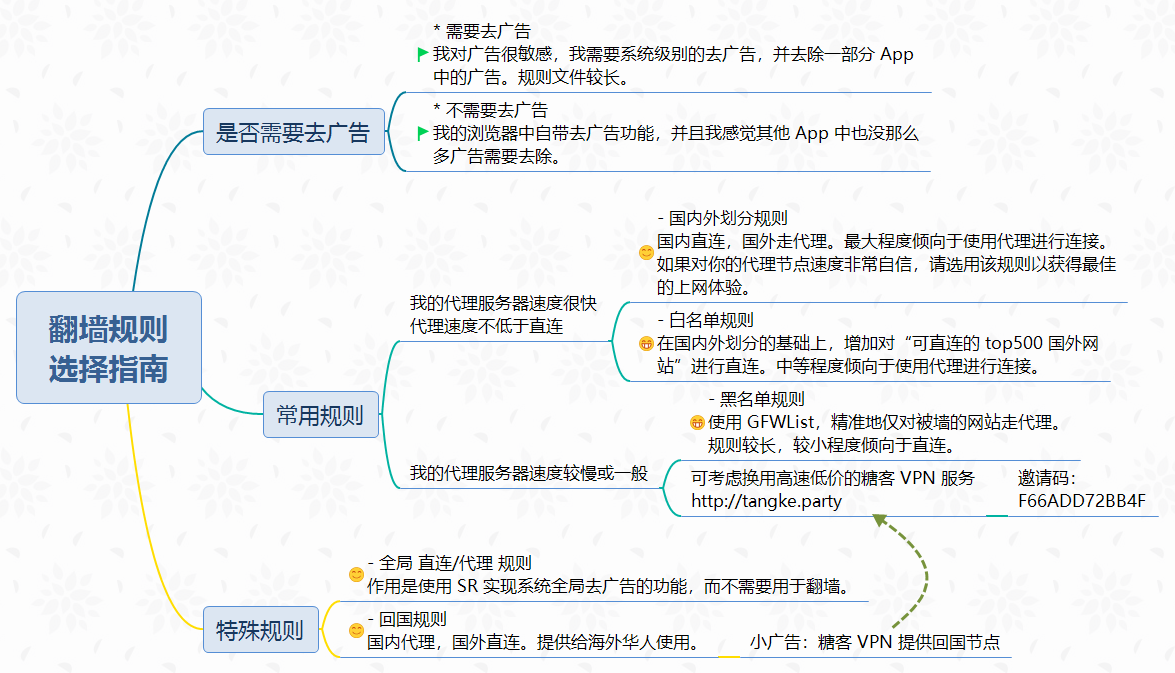 翻墙规则
选择指南
是否需要去广告
* 需要去广告
我对广告很敏感，我需要系统级别的去广告，并去除一部分 App
中的广告。规则文件较长。
* 不需要去广告
我的浏览器中自带去广告功能，并且我感觉其他 App 中也没那么
多广告需要去除。
常用规则
我的代理服务器速度很快
代理速度不低于直连
- 国内外划分规则
国内直连，国外走代理。最大程度倾向于使用代理进行连接。
如果对你的代理节点速度非常自信，请选用该规则以获得最佳
的上网体验。
- 白名单规则
在国内外划分的基础上，增加对“可直连的 top500 国外网
站”进行直连。中等程度倾向于使用代理进行连接。
我的代理服务器速度较慢或一般
- 黑名单规则
使用 GFWList，精准地仅对被墙的网站走代理。
规则较长，较小程度倾向于直连。
可考虑换用高速低价的糖客 VPN 服务
http://tangke.party
邀请码：
F66ADD72BB4F
特殊规则
- 全局 直连/代理 规则
作用是使用 SR 实现系统全局去广告的功能，而不需要用于翻墙。
- 回国规则
国内代理，国外直连。提供给海外华人使用。
小广告：糖客 VPN 提供回国节点